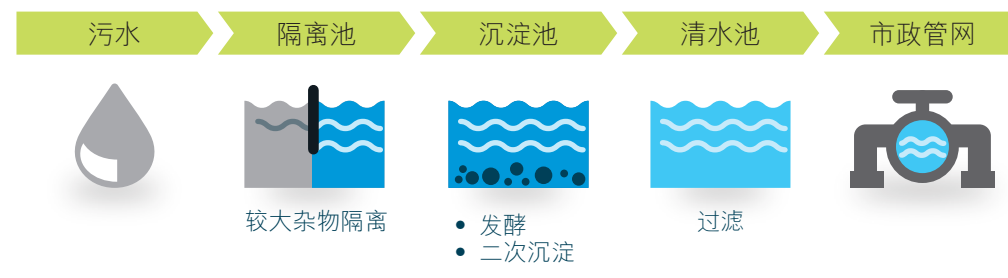 污水
隔离池
沉淀池
清水池
市政管网
较大杂物隔离
• 发酵
• 二次沉淀
过滤